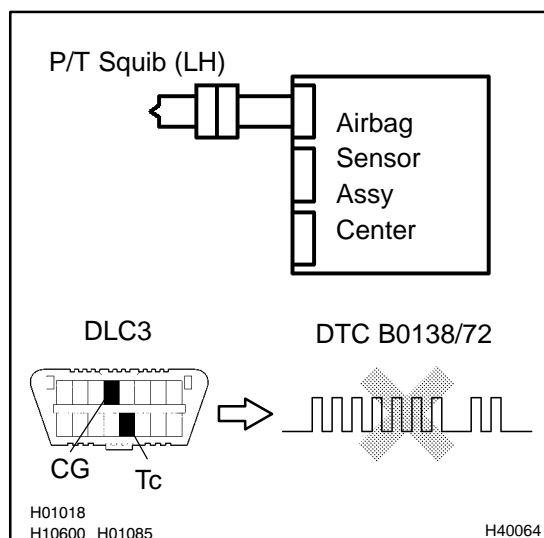 P/T Squib (LH)
Airbag
Sensor
Assy
Center
DLC3
DTC B0138/72
CG
Tc
H01018
H10600 H01085
H40064